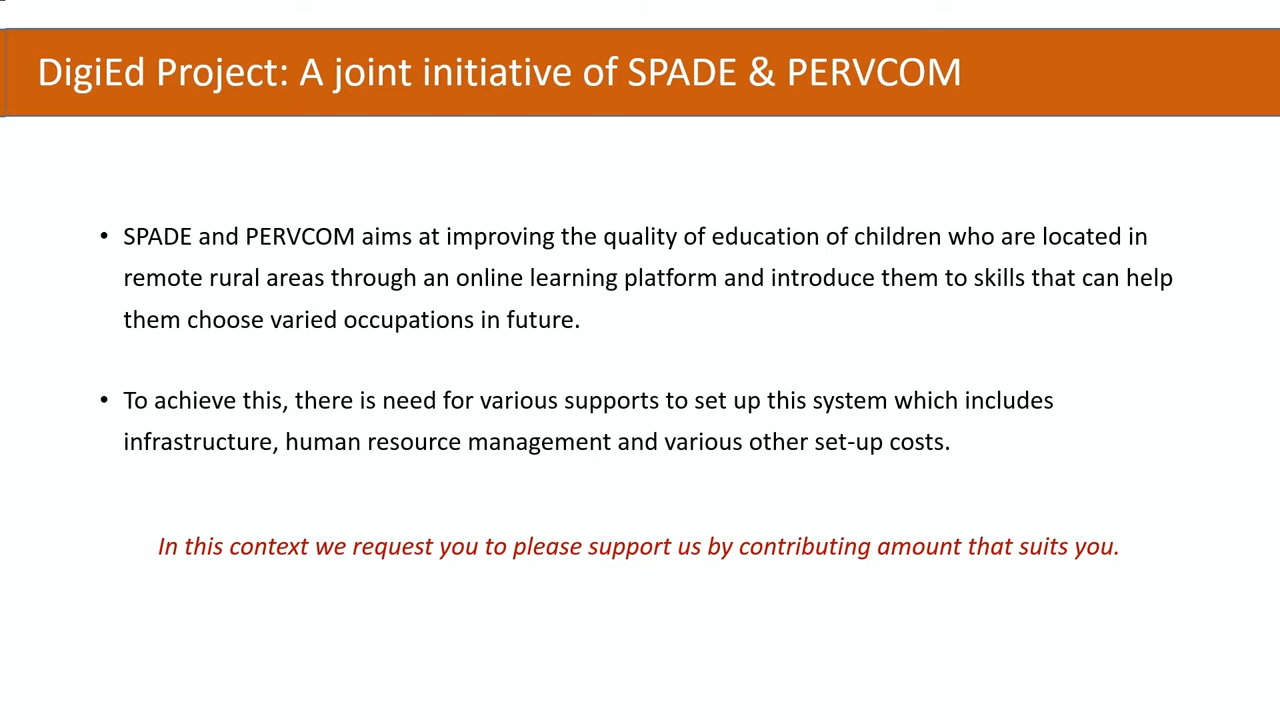 DigiEd Project: A joint initiative of SPADE & PERVCOM
• SPADE and PERVCOM aims at improving the quality of education of children who are located in
remote rural areas through an online learning platform and introduce them to skills that can help
them choose varied occupations in future.
• To achieve this, there is need for various supports to set up this system which includes
infrastructure, human resource management and various other set-up costs.
In this context we request you to please support us by contributing amount that suits you.